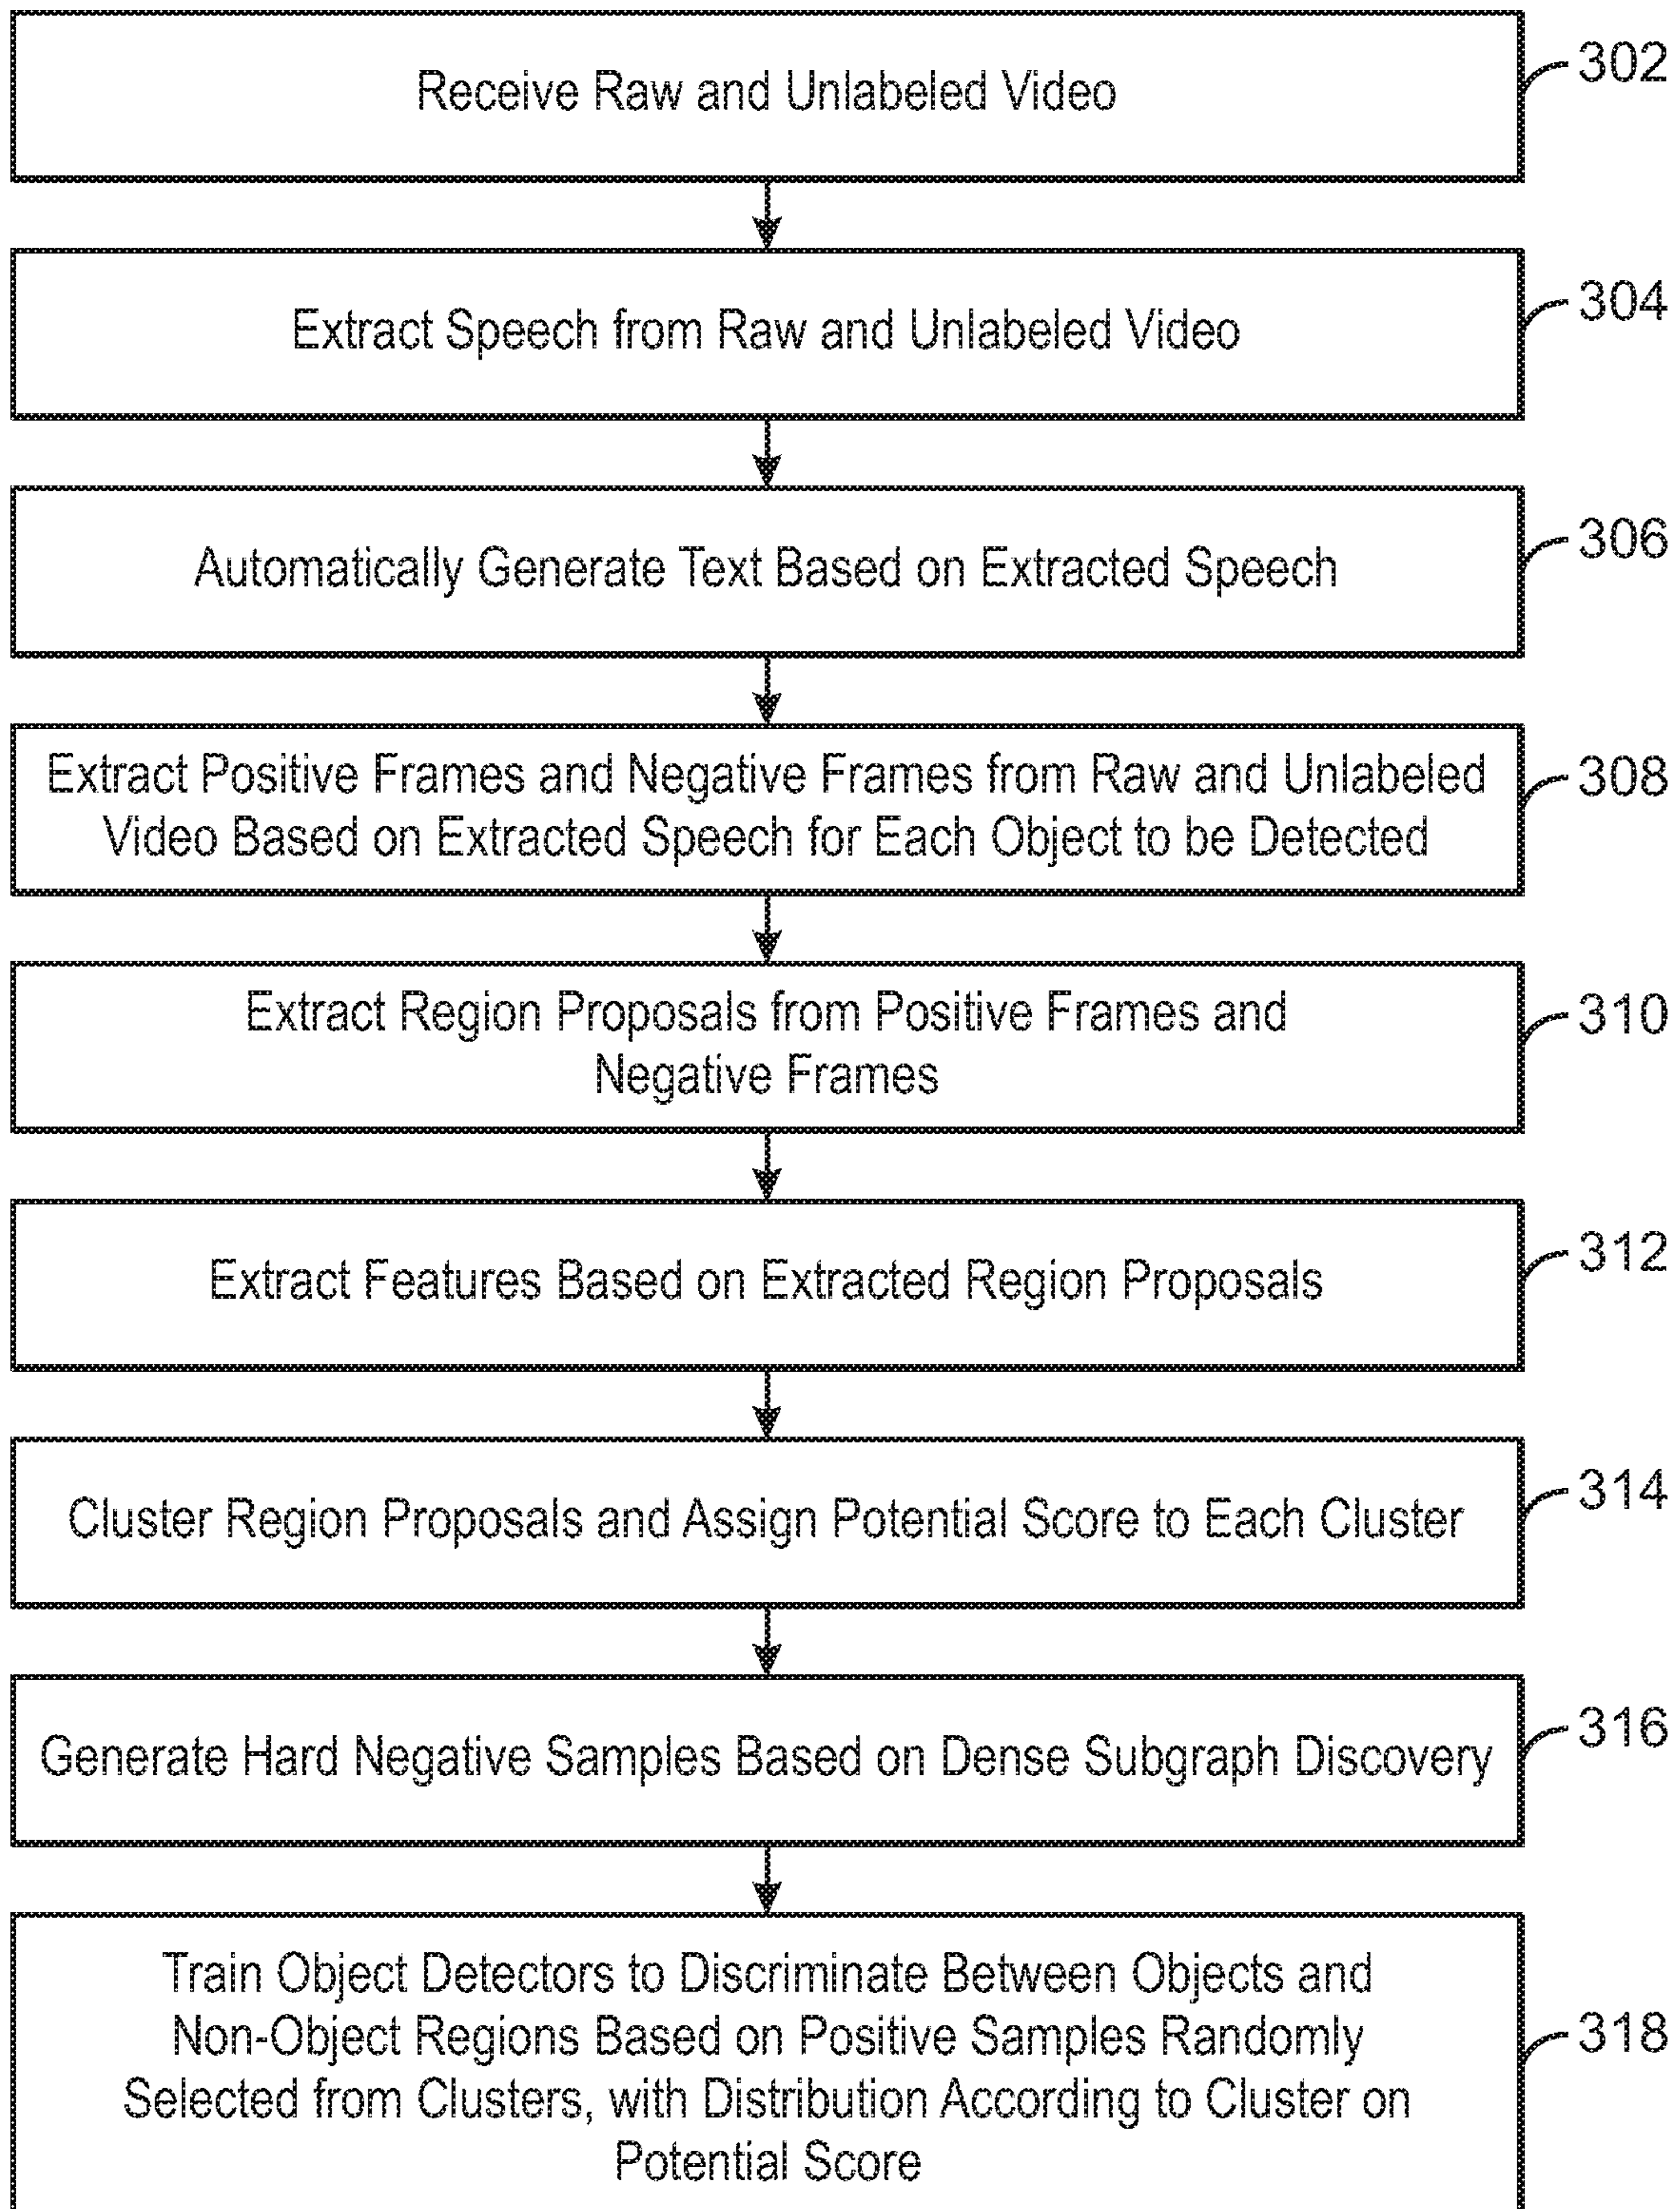 Receive Raw and Unlabeled Video
302
Extract Speech from Raw and Unlabeled Video
304
Automatically Generate Text Based on Extracted Speech
306
Extract Positive Frames and Negative Frames from Raw and Unlabeled
Video Based on Extracted Speech for Each Object to be Detected
308
Extract Region Proposals from Positive Frames and
Negative Frames
310
Extract Features Based on Extracted Region Proposals
312
Cluster Region Proposals and Assign Potential Score to Each Cluster
314
Generate Hard Negative Samples Based on Dense Subgraph Discovery
316
Train Object Detectors to Discriminate Between Objects and
Non-Object Regions Based on Positive Samples Randomly
Selected from Clusters, with Distribution According to Cluster on
Potential Score
318